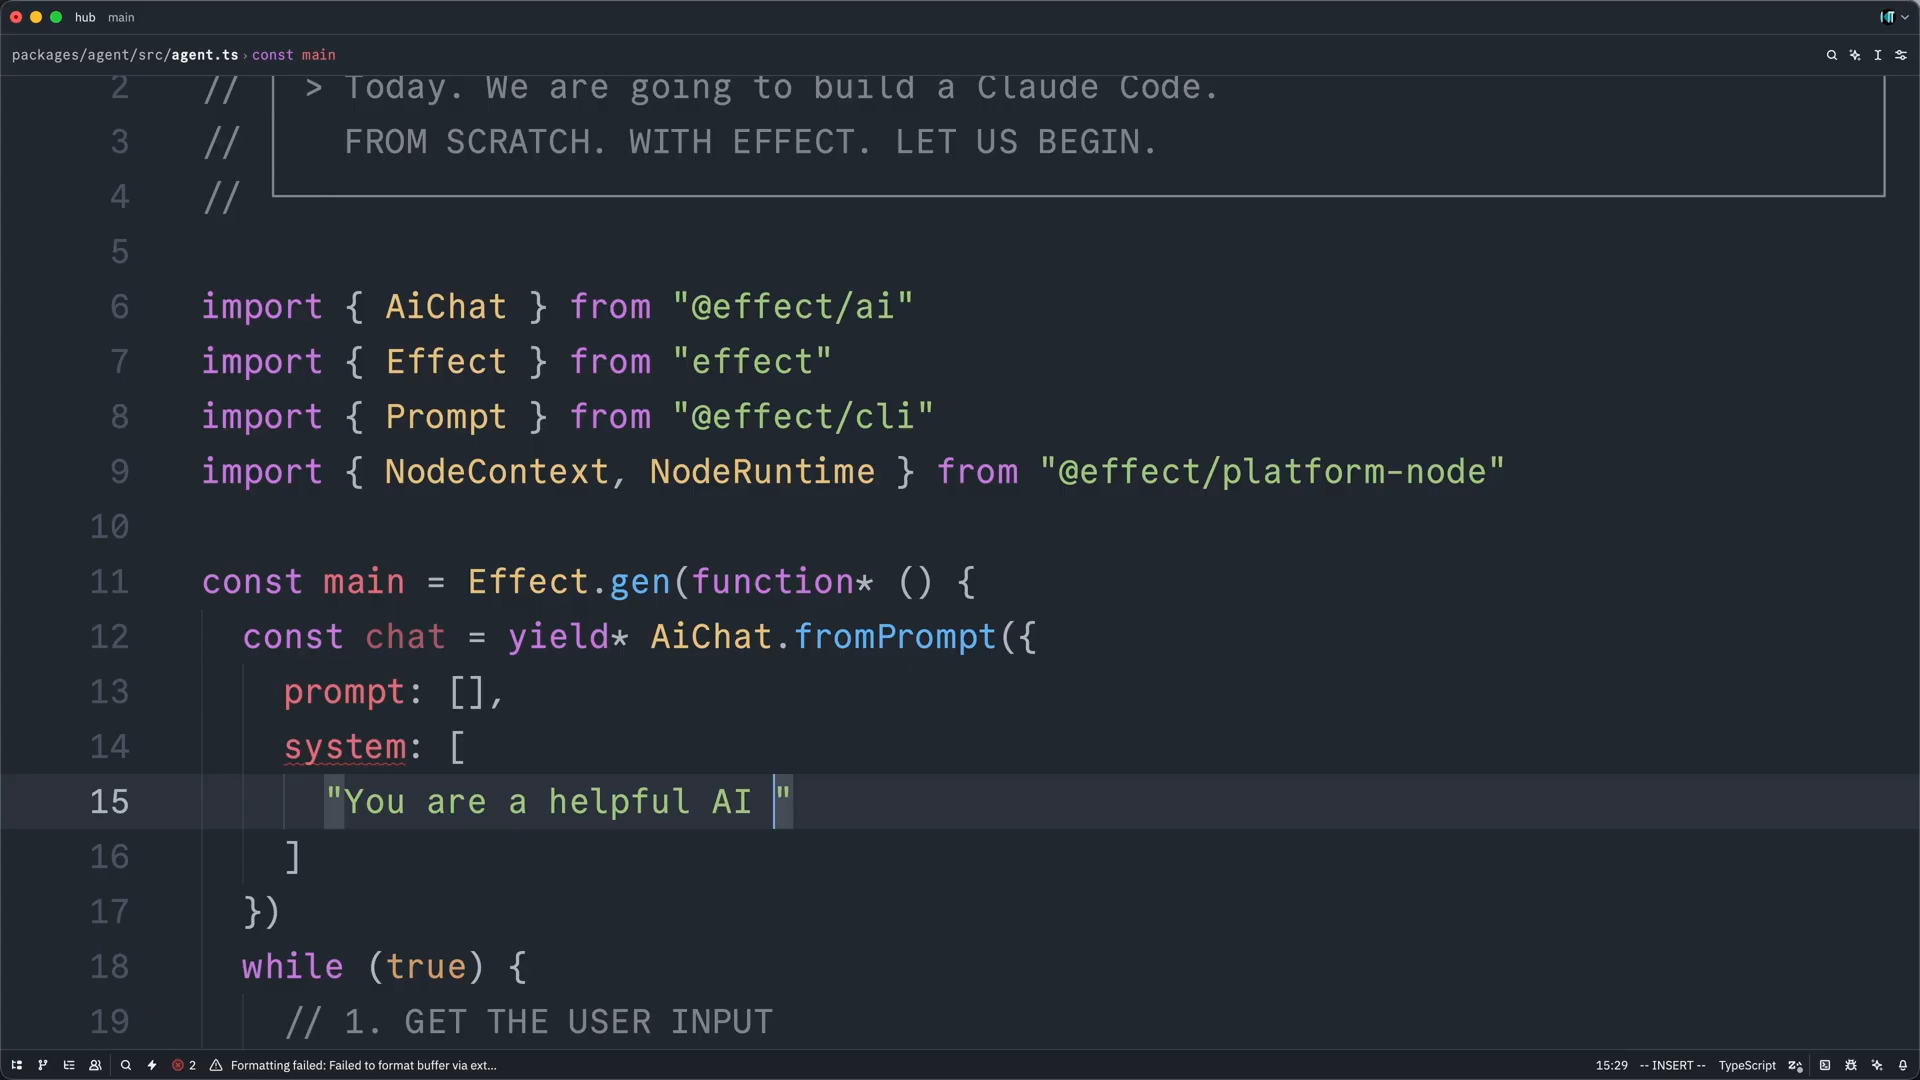 hub main
packages/agent/src/agent.ts › const main
2 // > Today. We are going to build a Claude Code.
3 // FROM SCRATCH. WITH EFFECT. LET US BEGIN.
4 //
5
6 import { AiChat } from "@effect/ai"
7 import { Effect } from "effect"
8 import { Prompt } from "@effect/cli"
9 import { NodeContext, NodeRuntime } from "@effect/platform-node"
10
11 const main = Effect.gen(function* () {
12 const chat = yield* AiChat.fromPrompt({
13 prompt: [],
14 system: [
15 "You are a helpful AI "
16 ]
17 })
18 while (true) {
19 // 1. GET THE USER INPUT
2 Formatting failed: Failed to format buffer via ext... 15:29 -- INSERT -- TypeScript